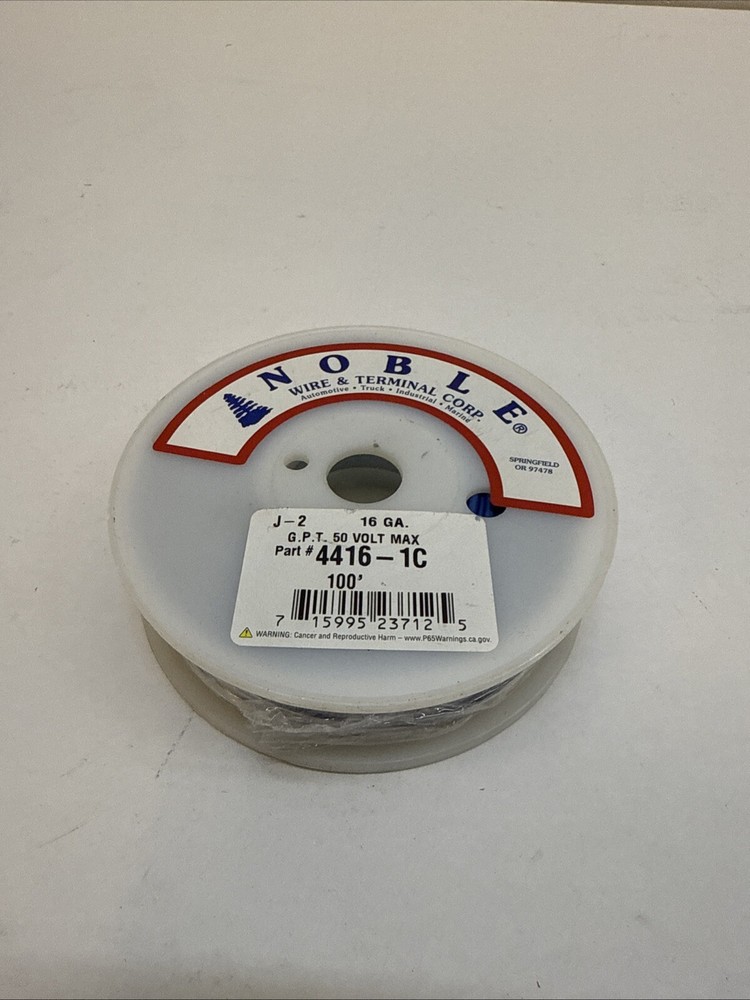 NOBLE®
WIRE & TERMINAL CORP.
Automotive • Truck • Industrial • Marine
SPRINGFIELD
OR 97478
J-2 16 GA.
G.P.T. 50 VOLT MAX
Part # 4416-1C
100'
7 15995 23712 5
WARNING: Cancer and Reproductive Harm – www.P65Warnings.ca.gov.